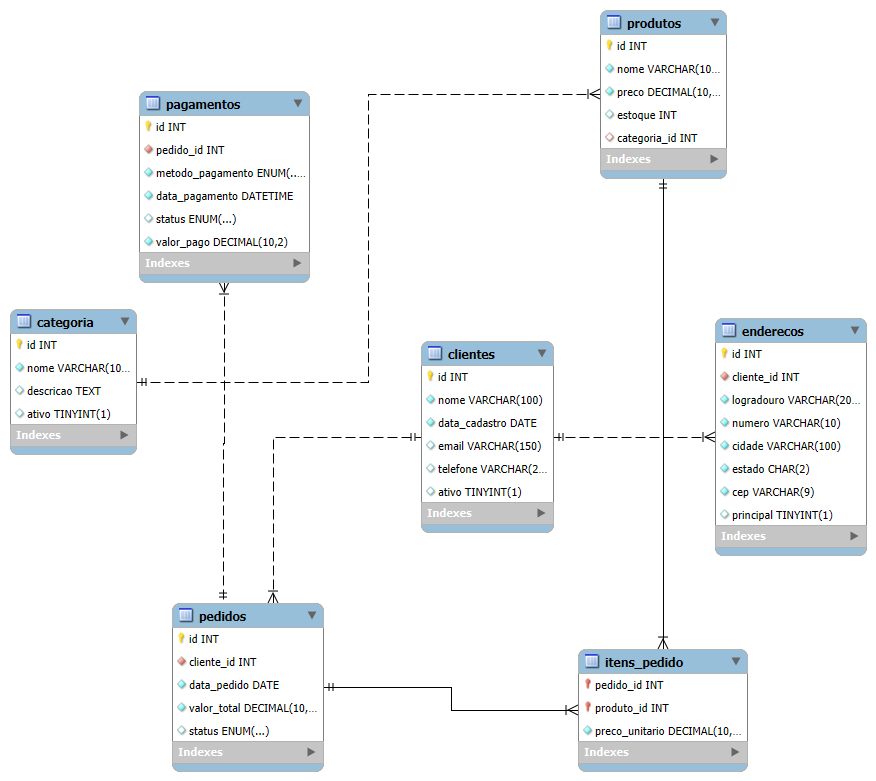 produtos
id INT
nome VARCHAR(10...
preco DECIMAL(10,...
estoque INT
categoria_id INT
Indexes
pagamentos
id INT
pedido_id INT
metodo_pagamento ENUM(...
data_pagamento DATETIME
status ENUM(...)
valor_pago DECIMAL(10,2)
Indexes
categoria
id INT
nome VARCHAR(10...
descricao TEXT
ativo TINYINT(1)
Indexes
clientes
id INT
nome VARCHAR(100)
data_cadastro DATE
email VARCHAR(150)
telefone VARCHAR(2...
ativo TINYINT(1)
Indexes
enderecos
id INT
cliente_id INT
logradouro VARCHAR(20...
numero VARCHAR(10)
cidade VARCHAR(100)
estado CHAR(2)
cep VARCHAR(9)
principal TINYINT(1)
Indexes
pedidos
id INT
cliente_id INT
data_pedido DATE
valor_total DECIMAL(10,...
status ENUM(...)
Indexes
itens_pedido
pedido_id INT
produto_id INT
preco_unitario DECIMAL(10,...
Indexes